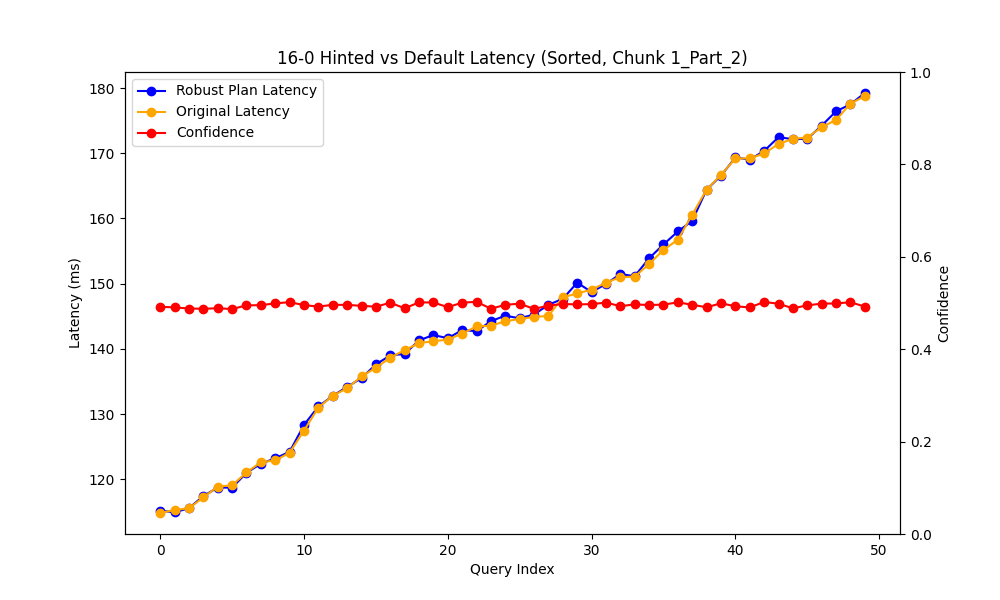 16-0 Hinted vs Default Latency (Sorted, Chunk 1_Part_2)
Robust Plan Latency
Original Latency
Confidence
Latency (ms)
180
170
160
150
140
130
120
1.0
0.8
0.6
0.4
0.2
0.0
Confidence
0 10 20 30 40 50
Query Index